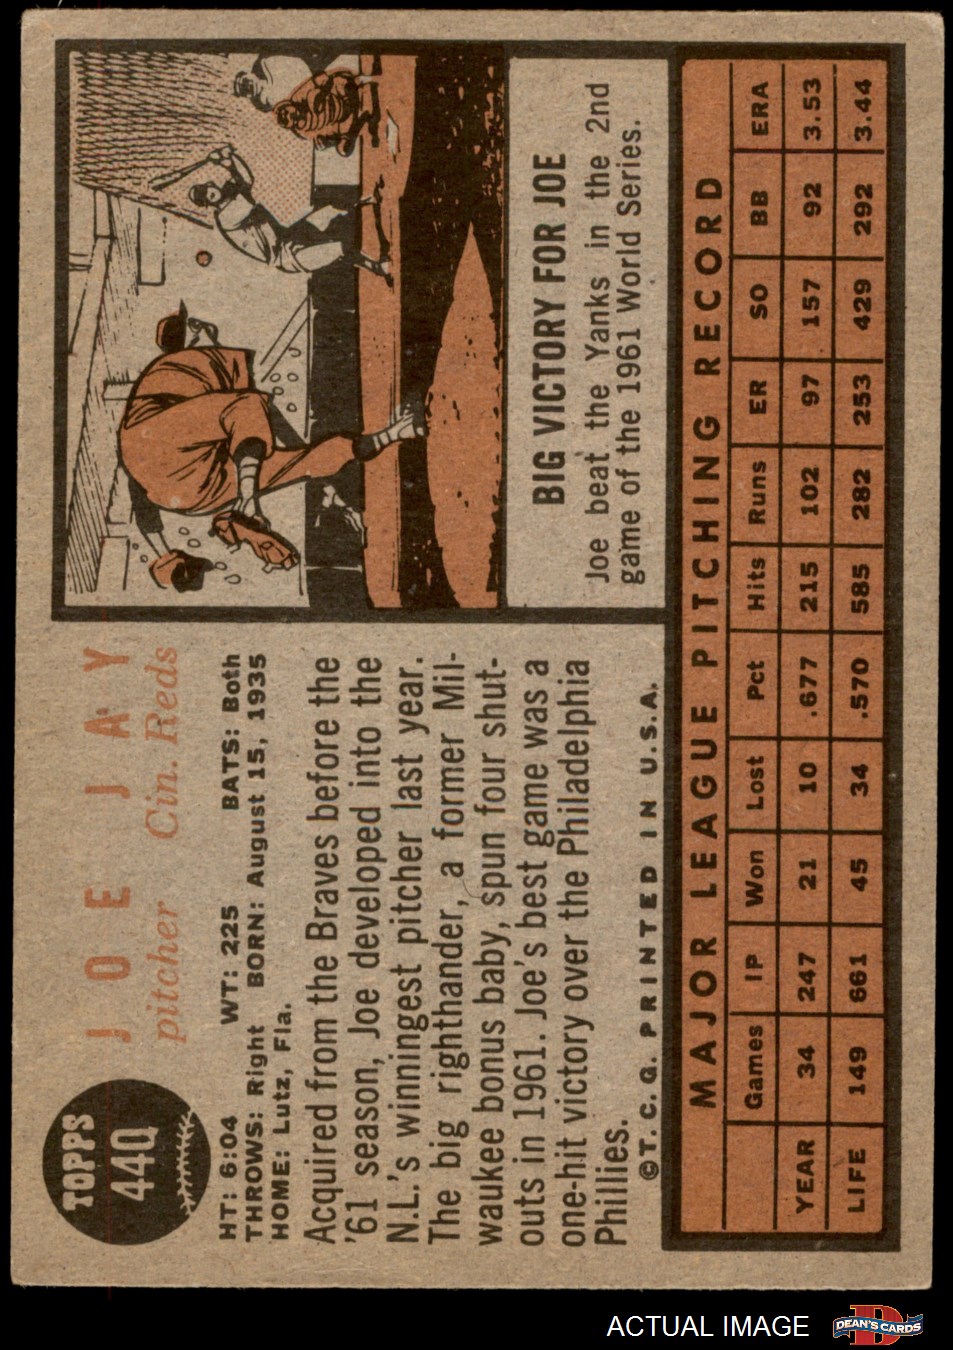 TOPPS
440
JOE JAY
pitcher Cin. Reds
HT: 6:04 WT: 225 BATS: Both
THROWS: Right BORN: August 15, 1935
HOME: Lutz, Fla.
Acquired from the Braves before the
'61 season, Joe developed into the
N.L.'s winningest pitcher last year.
The big righthander, a former Mil-
waukee bonus baby, spun four shut-
outs in 1961. Joe's best game was a
one-hit victory over the Philadelphia
Phillies.
©T. C. G. PRINTED IN U.S.A.
BIG VICTORY FOR JOE
Joe beat the Yanks in the 2nd
game of the 1961 World Series.
MAJOR LEAGUE PITCHING RECORD
Games IP Won Lost Pct Hits Runs ER SO BB ERA
YEAR 34 247 21 10 .677 215 102 97 157 92 3.53
LIFE 149 661 45 34 .570 585 282 253 429 292 3.44
ACTUAL IMAGE
DEAN'S CARDS